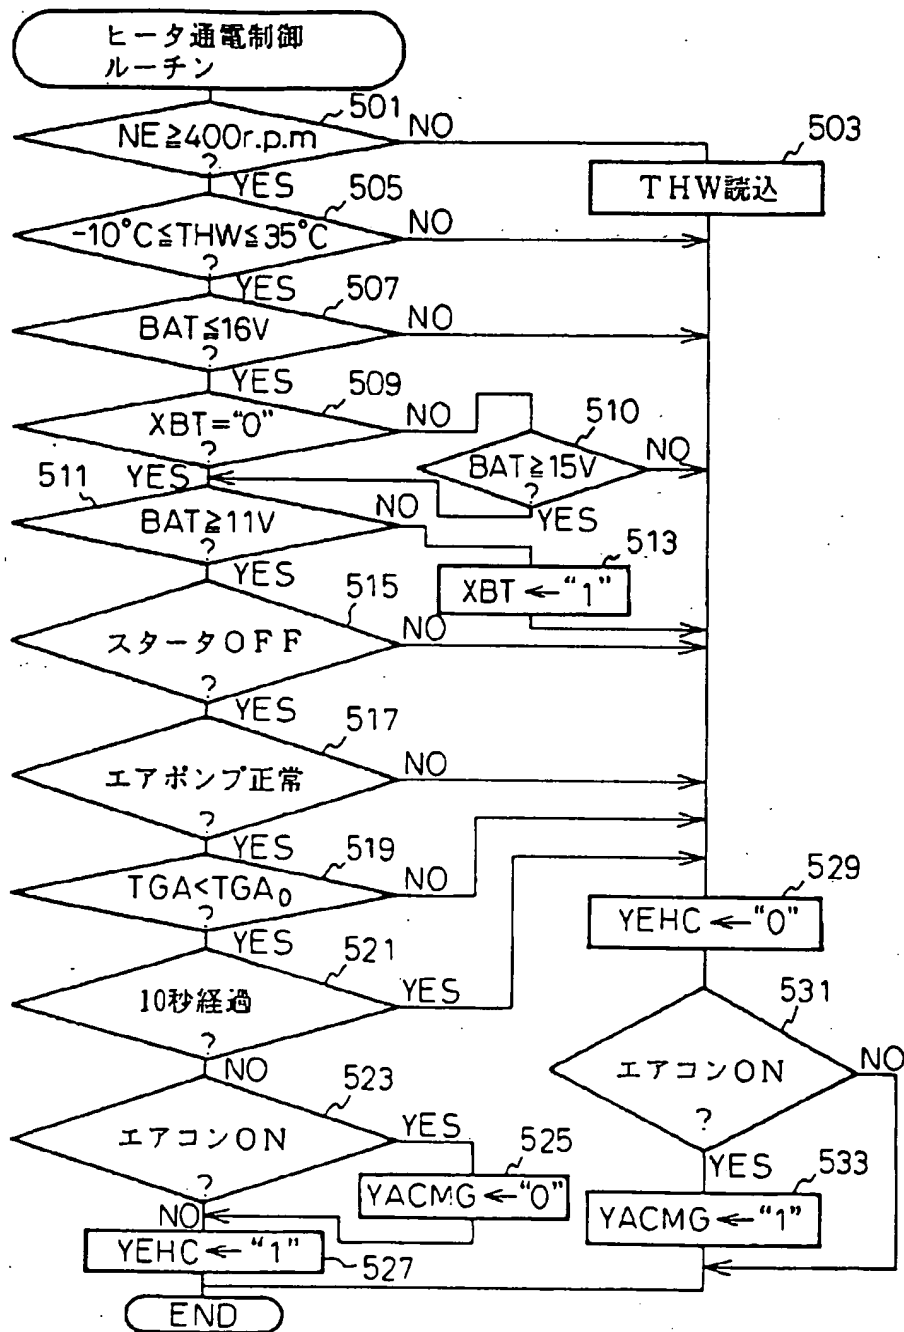 ヒータ通電制御
ルーチン
501
NE≧400r.p.m
?
NO
YES
503
THW読込
505
-10°C≦THW≦35°C
?
NO
YES
507
BAT≦16V
?
NO
YES
509
XBT=“0”
?
NO
YES
510
BAT≧15V
?
NO
YES
511
BAT≧11V
?
NO
YES
513
XBT ← “1”
515
スタータOFF
?
NO
YES
517
エアポンプ正常
?
NO
YES
519
TGA<TGA₀
?
NO
YES
521
10秒経過
?
YES
NO
523
エアコンON
?
YES
NO
525
YACMG ← “0”
YEHC ← “1”
527
END
529
YEHC ← “0”
531
エアコンON
?
NO
YES
533
YACMG ← “1”